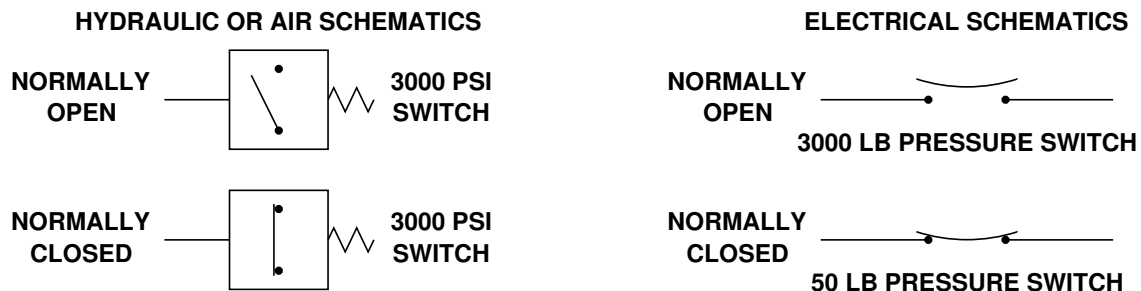 HYDRAULIC OR AIR SCHEMATICS
NORMALLY
OPEN
3000 PSI
SWITCH
NORMALLY
CLOSED
3000 PSI
SWITCH
ELECTRICAL SCHEMATICS
NORMALLY
OPEN
3000 LB PRESSURE SWITCH
NORMALLY
CLOSED
50 LB PRESSURE SWITCH